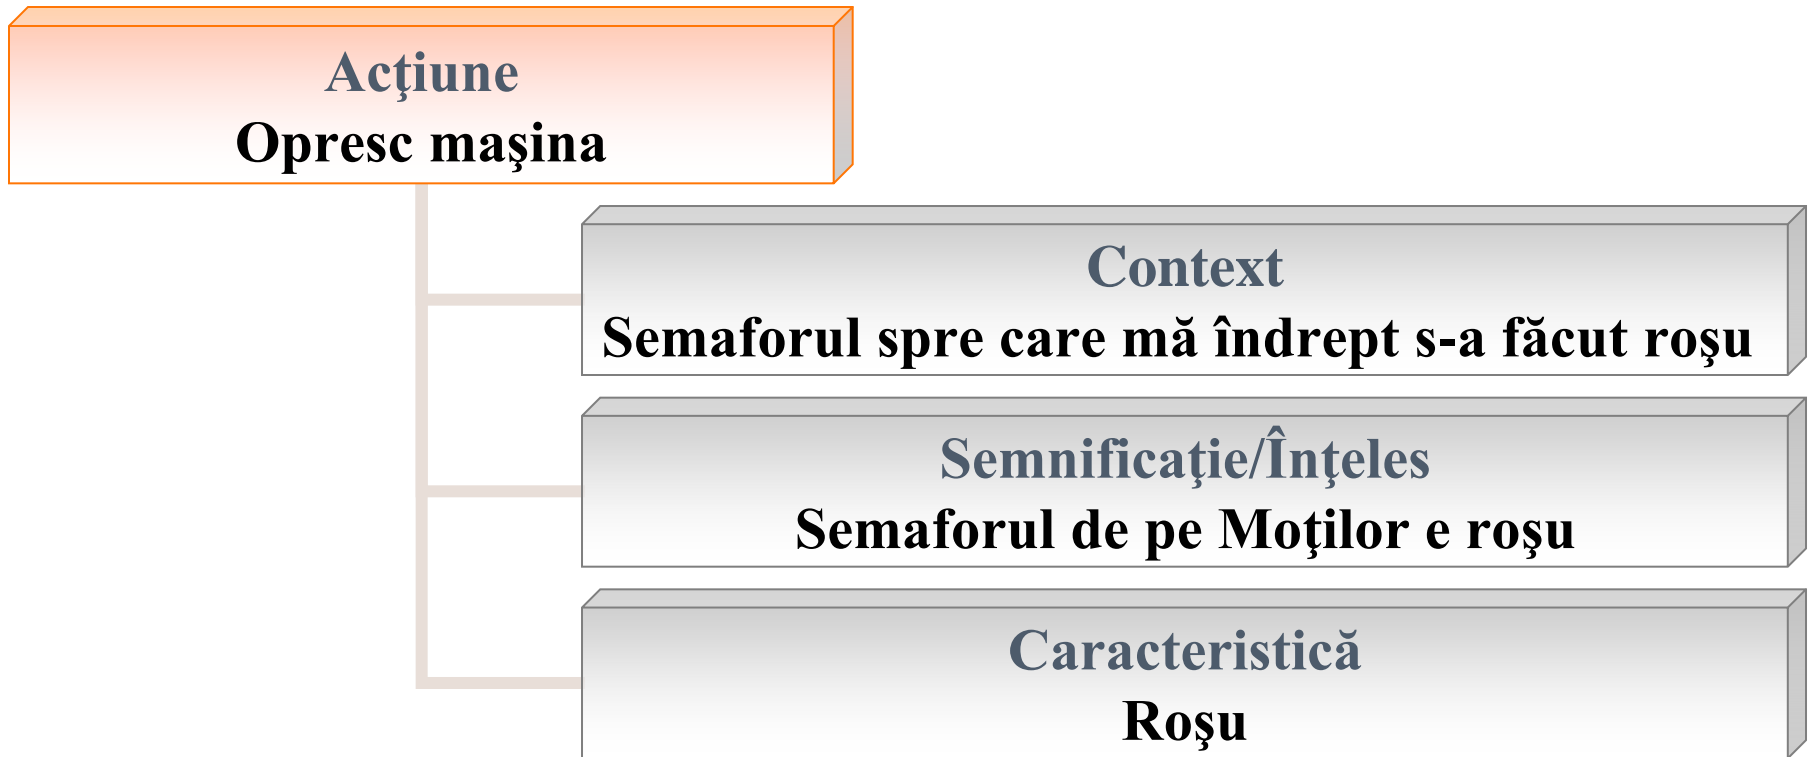 Acţiune
Opresc maşina
Context
Semaforul spre care mă îndrept s-a făcut roşu
Semnificaţie/Înţeles
Semaforul de pe Moţilor e roşu
Caracteristică
Roşu